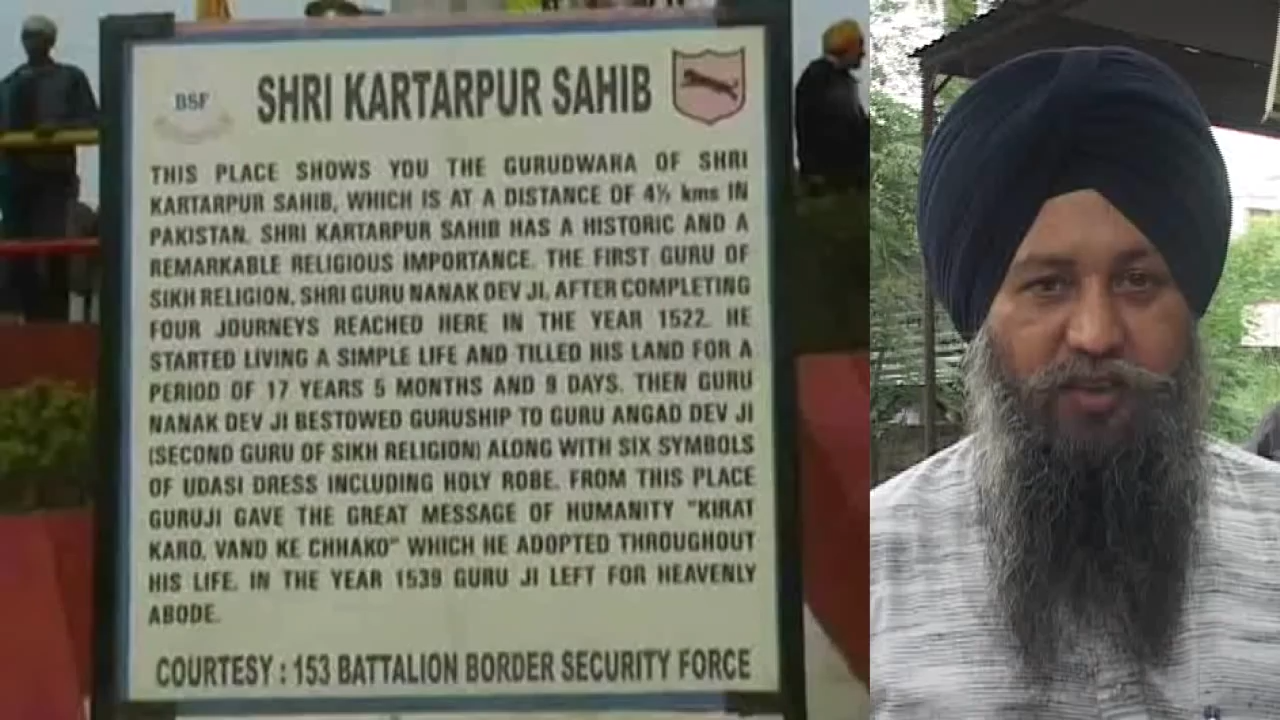 BSF
SHRI KARTARPUR SAHIB
THIS PLACE SHOWS YOU THE GURUDWARA OF SHRI
KARTARPUR SAHIB, WHICH IS AT A DISTANCE OF 4½ kms IN
PAKISTAN. SHRI KARTARPUR SAHIB HAS A HISTORIC AND A
REMARKABLE RELIGIOUS IMPORTANCE. THE FIRST GURU OF
SIKH RELIGION, SHRI GURU NANAK DEV JI, AFTER COMPLETING
FOUR JOURNEYS REACHED HERE IN THE YEAR 1522. HE
STARTED LIVING A SIMPLE LIFE AND TILLED HIS LAND FOR A
PERIOD OF 17 YEARS 5 MONTHS AND 9 DAYS. THEN GURU
NANAK DEV JI BESTOWED GURUSHIP TO GURU ANGAD DEV JI
(SECOND GURU OF SIKH RELIGION) ALONG WITH SIX SYMBOLS
OF UDASI DRESS INCLUDING HOLY ROBE. FROM THIS PLACE
GURUJI GAVE THE GREAT MESSAGE OF HUMANITY "KIRAT
KARO, VAND KE CHHAKO" WHICH HE ADOPTED THROUGHOUT
HIS LIFE. IN THE YEAR 1539 GURU JI LEFT FOR HEAVENLY
ABODE.
COURTESY : 153 BATTALION BORDER SECURITY FORCE